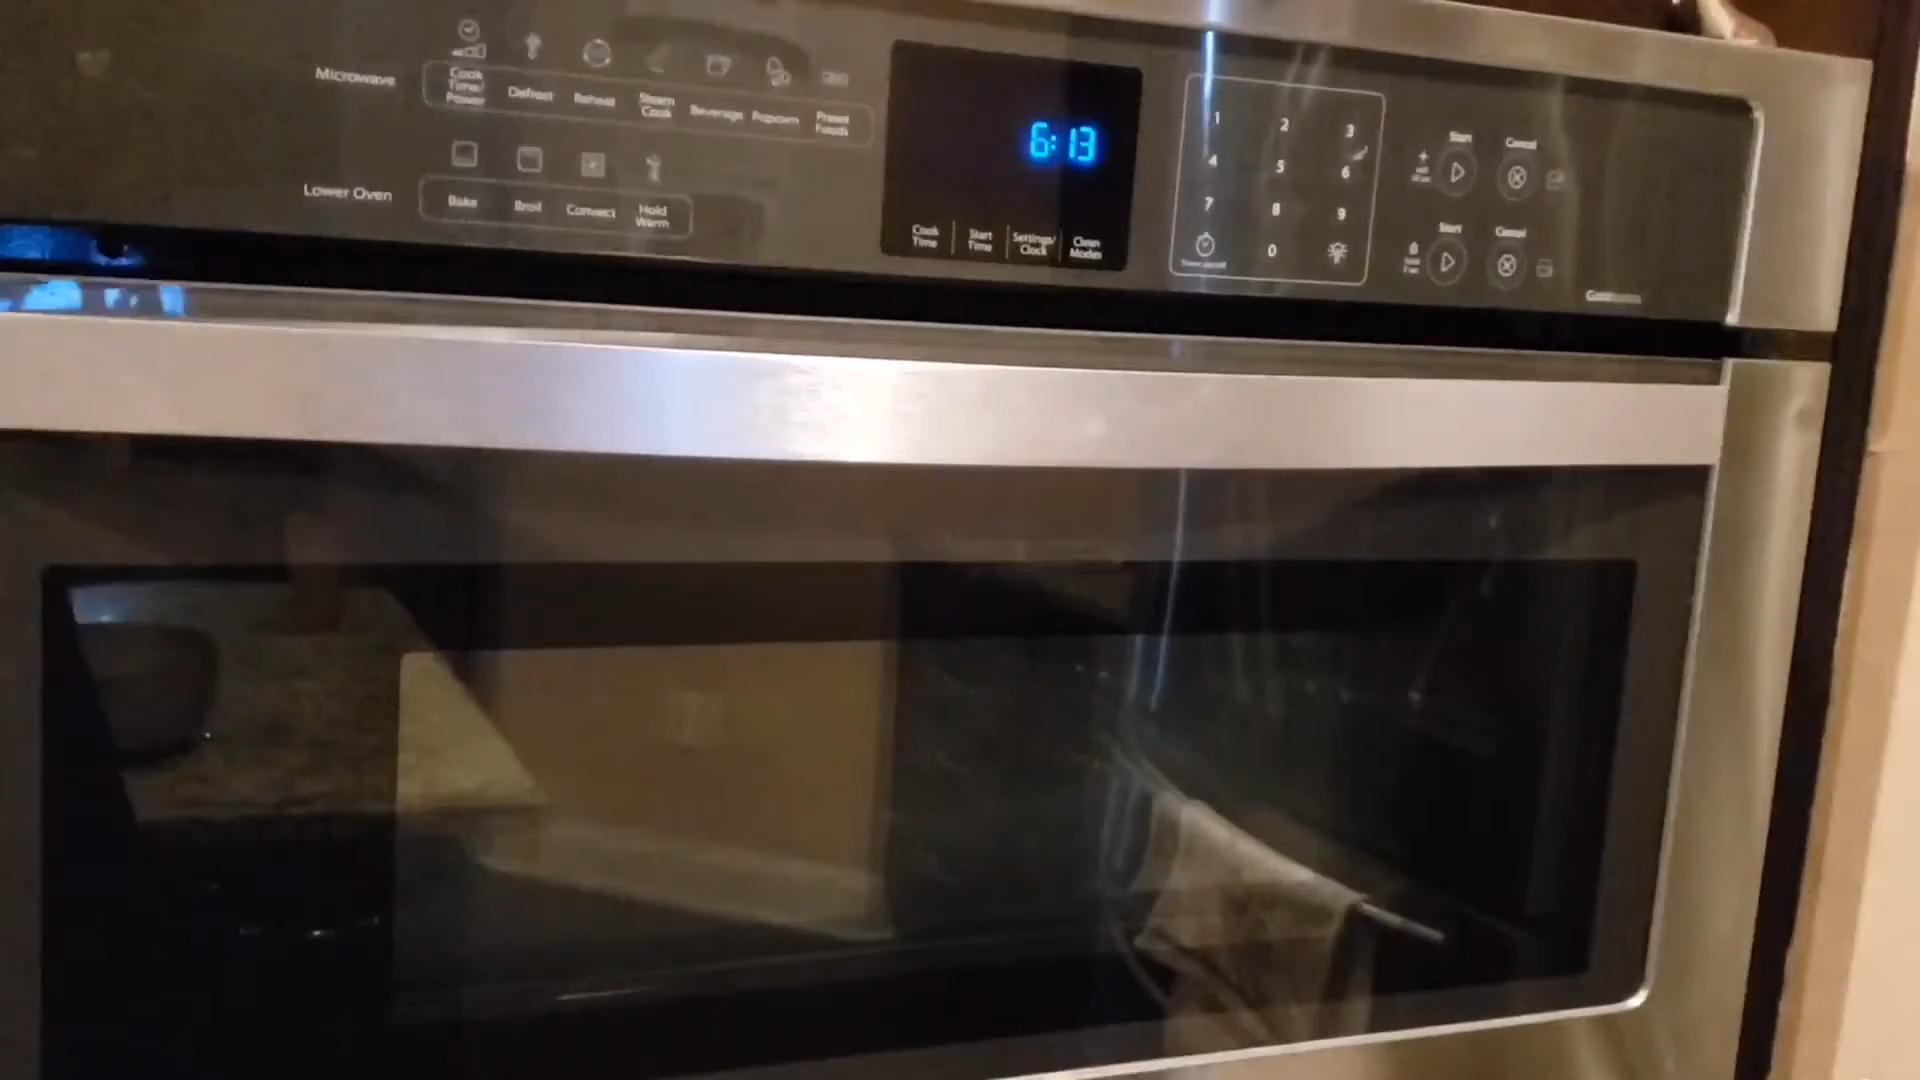 Microwave
Cook Time/ Power
Defrost
Reheat
Steam Cook
Beverage
Popcorn
Preset Foods
Lower Oven
Bake
Broil
Convect
Hold Warm
6:13
Cook Time
Start Time
Settings/ Clock
Clean Modes
1 2 3
4 5 6
7 8 9
0
Start
Cancel
Start
Cancel